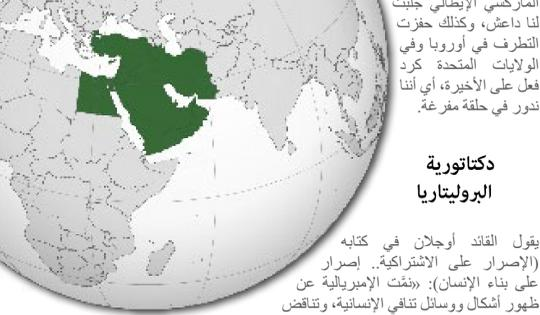 الماركسي الإيطالي جلبت
لنا داعش، وكذلك حفزت
التطرف في أوروبا وفي
الولايات المتحدة كرد
فعل على الأخيرة، أي أننا
ندور في حلقة مفرغة.
دكتاتورية
البروليتاريا
يقول القائد أوجلان في كتابه
(الإصرار على الاشتراكية.. إصرار
على بناء الإنسان): «نمَّت الإمبريالية عن
ظهور أشكال ووسائل تنافي الإنسانية، وتناقض